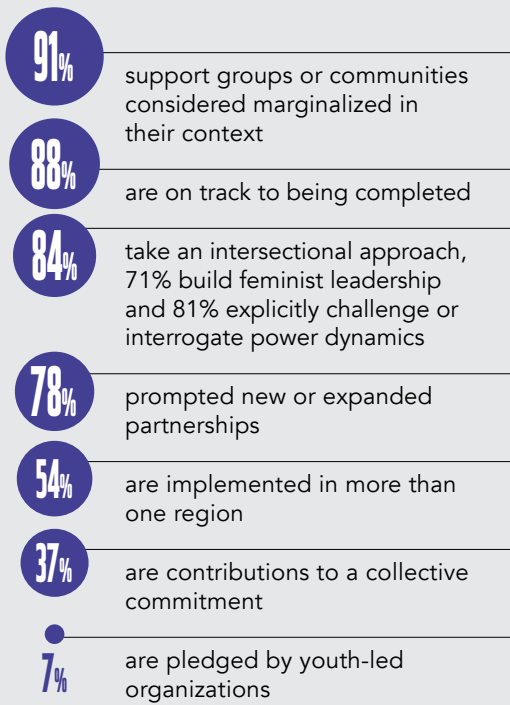 91%
support groups or communities
considered marginalized in
their context
88%
are on track to being completed
84%
take an intersectional approach,
71% build feminist leadership
and 81% explicitly challenge or
interrogate power dynamics
78%
prompted new or expanded
partnerships
54%
are implemented in more than
one region
37%
are contributions to a collective
commitment
7%
are pledged by youth-led
organizations